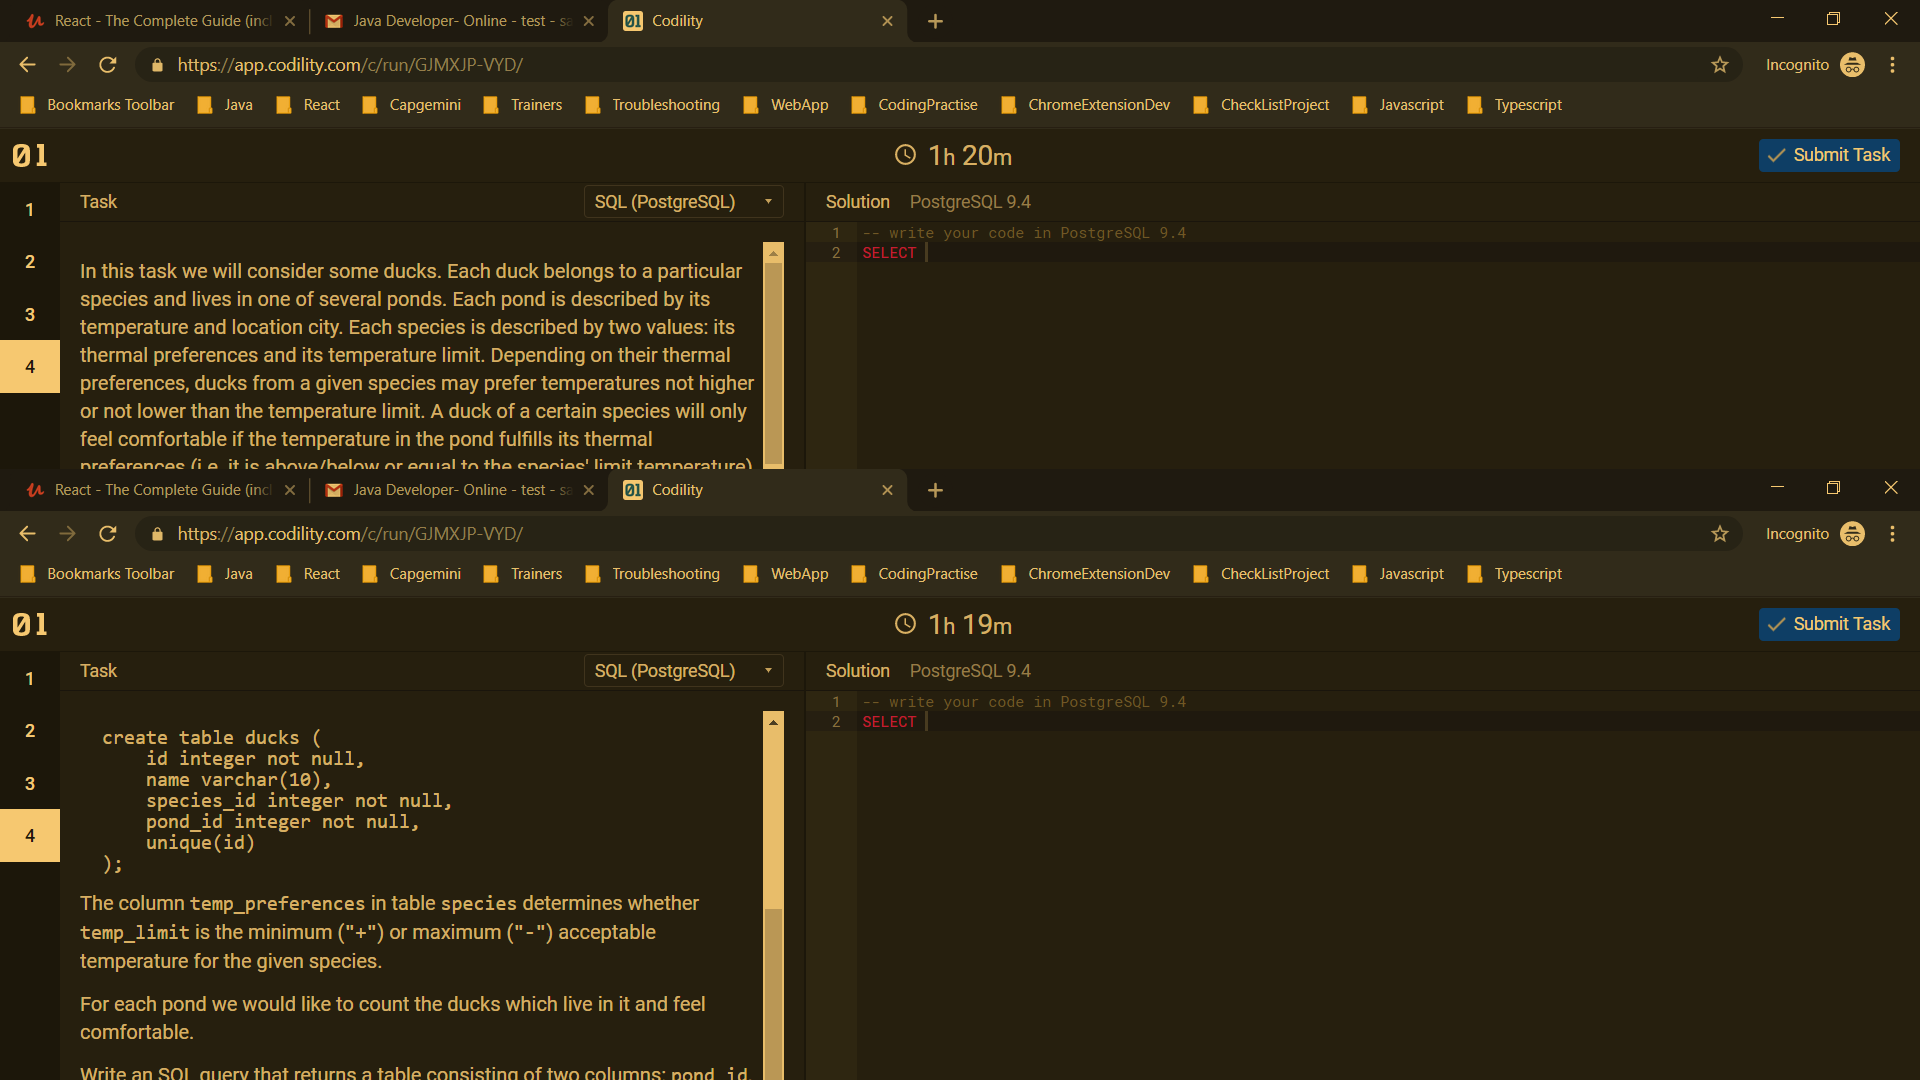 React - The Complete Guide (incl
Java Developer- Online - test - sa
Codility
https://app.codility.com/c/run/GJMXJP-VYD/
Incognito
Bookmarks Toolbar Java React Capgemini Trainers Troubleshooting WebApp CodingPractise ChromeExtensionDev CheckListProject Javascript Typescript
01
1h 20m
Submit Task
1
2
3
4
Task
SQL (PostgreSQL)
In this task we will consider some ducks. Each duck belongs to a particular
species and lives in one of several ponds. Each pond is described by its
temperature and location city. Each species is described by two values: its
thermal preferences and its temperature limit. Depending on their thermal
preferences, ducks from a given species may prefer temperatures not higher
or not lower than the temperature limit. A duck of a certain species will only
feel comfortable if the temperature in the pond fulfills its thermal
preferences (i.e. it is above/below or equal to the species' limit temperature)
Solution PostgreSQL 9.4
1 -- write your code in PostgreSQL 9.4
2 SELECT
React - The Complete Guide (incl
Java Developer- Online - test - sa
Codility
https://app.codility.com/c/run/GJMXJP-VYD/
Incognito
Bookmarks Toolbar Java React Capgemini Trainers Troubleshooting WebApp CodingPractise ChromeExtensionDev CheckListProject Javascript Typescript
01
1h 19m
Submit Task
1
2
3
4
Task
SQL (PostgreSQL)
create table ducks (
id integer not null,
name varchar(10),
species_id integer not null,
pond_id integer not null,
unique(id)
);
The column temp_preferences in table species determines whether
temp_limit is the minimum ("+") or maximum ("-") acceptable
temperature for the given species.
For each pond we would like to count the ducks which live in it and feel
comfortable.
Write an SQL query that returns a table consisting of two columns: pond_id,
Solution PostgreSQL 9.4
1 -- write your code in PostgreSQL 9.4
2 SELECT